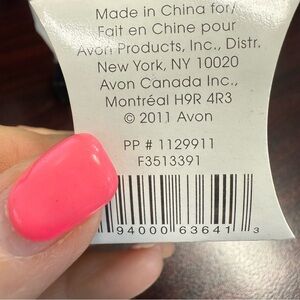 Made in China for/
Fait en Chine pour
Avon Products, Inc., Distr.
New York, NY 10020
Avon Canada Inc.,
Montréal H9R 4R3
© 2011 Avon
PP # 1129911
F3513391
94000 63641 3